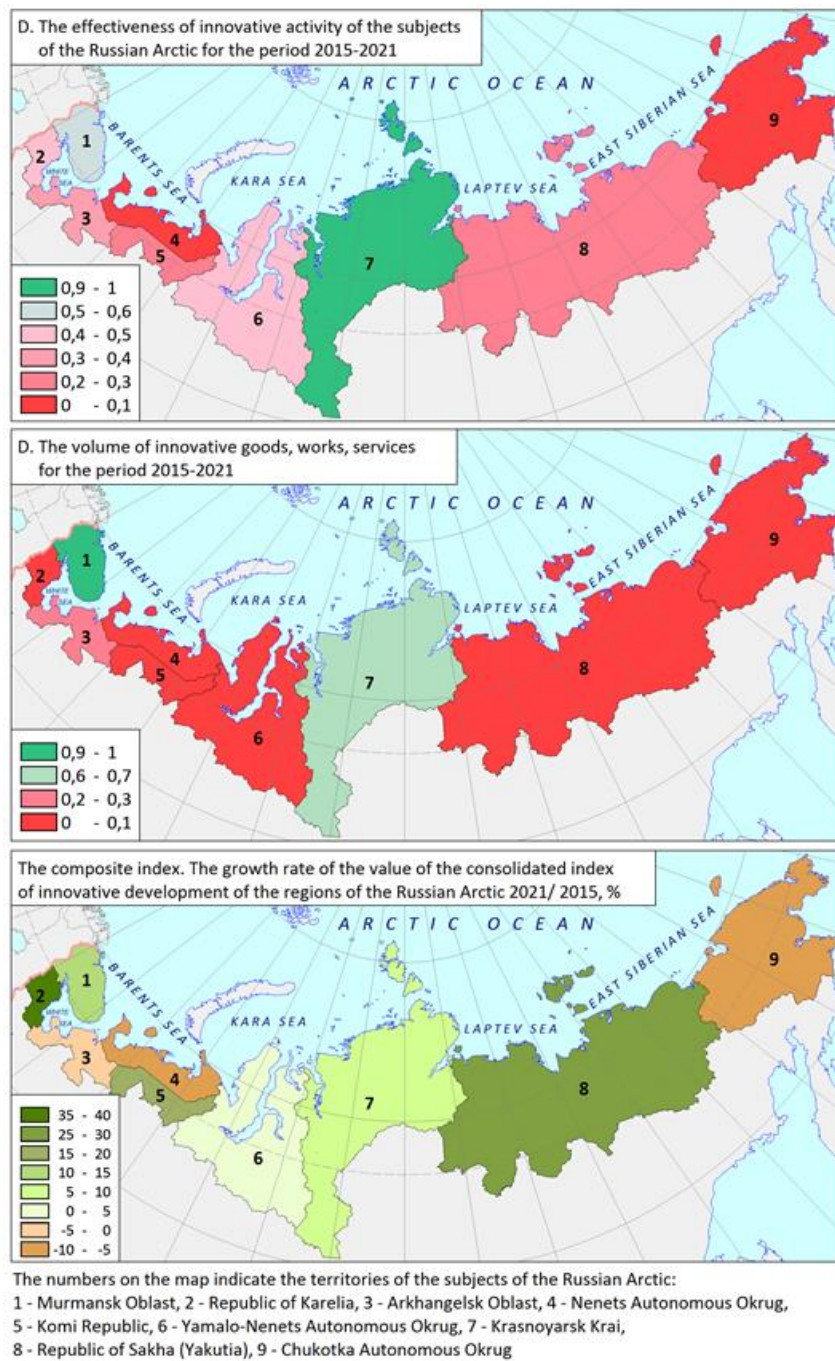 D. The effectiveness of innovative activity of the subjects
of the Russian Arctic for the period 2015-2021
ARCTIC OCEAN
BARENTS SEA
KARA SEA
LAPTEV SEA
EAST SIBERIAN SEA
WHITE
SEA
1
2
3
4
5
6
7
8
9
0,9 - 1
0,5 - 0,6
0,4 - 0,5
0,3 - 0,4
0,2 - 0,3
0 - 0,1
D. The volume of innovative goods, works, services
for the period 2015-2021
ARCTIC OCEAN
BARENTS SEA
KARA SEA
LAPTEV SEA
EAST SIBERIAN SEA
WHITE
SEA
1
2
3
4
5
6
7
8
9
0,9 - 1
0,6 - 0,7
0,2 - 0,3
0 - 0,1
The composite index. The growth rate of the value of the consolidated index
of innovative development of the regions of the Russian Arctic 2021/ 2015, %
ARCTIC OCEAN
BARENTS SEA
KARA SEA
LAPTEV SEA
EAST SIBERIAN SEA
WHITE
SEA
1
2
3
4
5
6
7
8
9
35 - 40
25 - 30
15 - 20
10 - 15
5 - 10
0 - 5
-5 - 0
-10 - -5
The numbers on the map indicate the territories of the subjects of the Russian Arctic:
1 - Murmansk Oblast, 2 - Republic of Karelia, 3 - Arkhangelsk Oblast, 4 - Nenets Autonomous Okrug,
5 - Komi Republic, 6 - Yamalo-Nenets Autonomous Okrug, 7 - Krasnoyarsk Krai,
8 - Republic of Sakha (Yakutia), 9 - Chukotka Autonomous Okrug